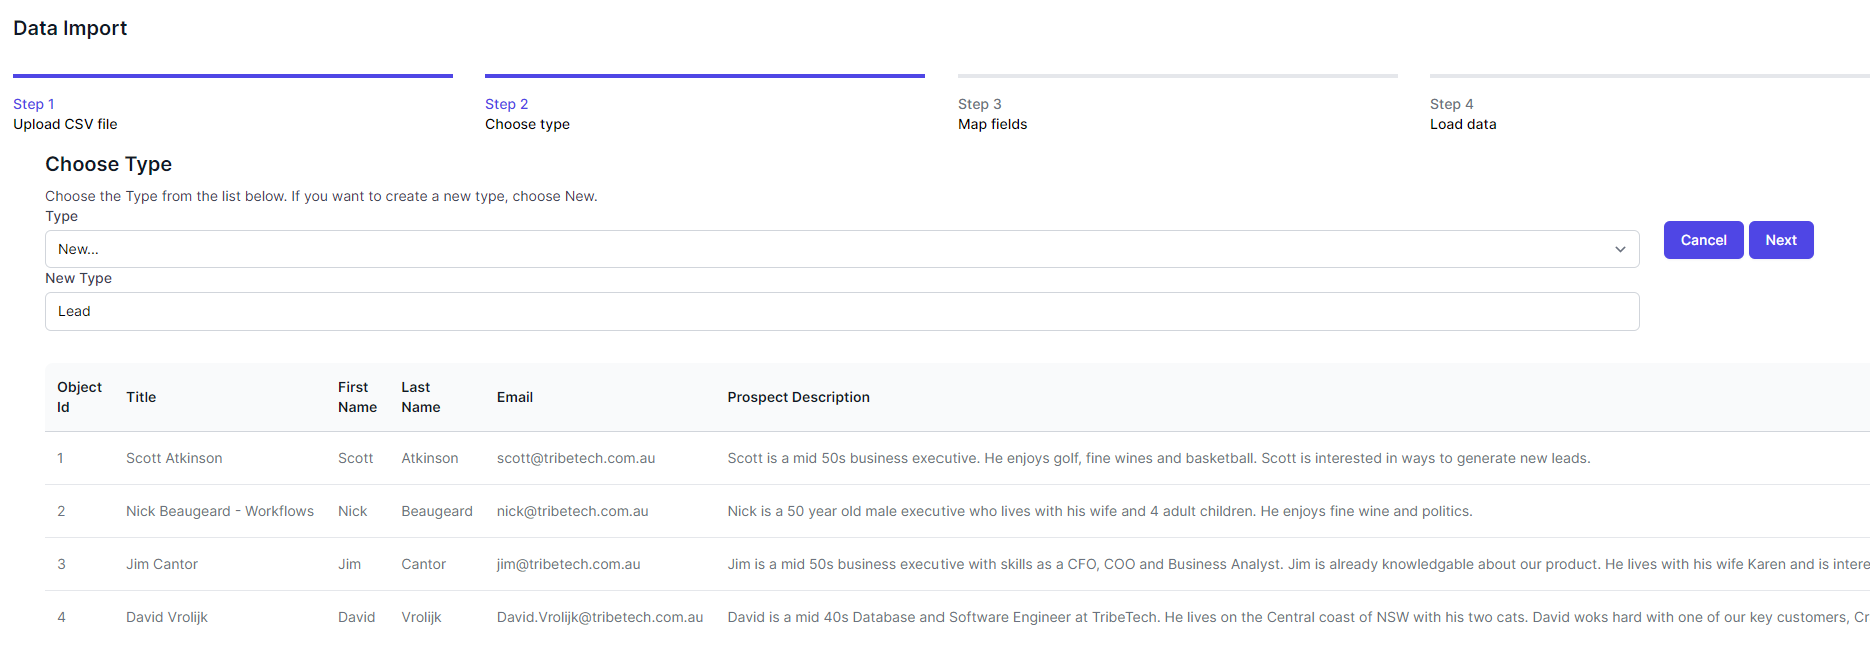 Data Import
Step 1
Upload CSV file
Step 2
Choose type
Step 3
Map fields
Step 4
Load data
Choose Type
Choose the Type from the list below. If you want to create a new type, choose New.
Type
New...
Cancel
Next
New Type
Lead
Object Id Title First Name Last Name Email Prospect Description
1 Scott Atkinson Scott Atkinson scott@tribetech.com.au Scott is a mid 50s business executive. He enjoys golf, fine wines and basketball. Scott is interested in ways to generate new leads.
2 Nick Beaugeard - Workflows Nick Beaugeard nick@tribetech.com.au Nick is a 50 year old male executive who lives with his wife and 4 adult children. He enjoys fine wine and politics.
3 Jim Cantor Jim Cantor jim@tribetech.com.au Jim is a mid 50s business executive with skills as a CFO, COO and Business Analyst. Jim is already knowledgable about our product. He lives with his wife Karen and is intere
4 David Vrolijk David Vrolijk David.Vrolijk@tribetech.com.au David is a mid 40s Database and Software Engineer at TribeTech. He lives on the Central coast of NSW with his two cats. David woks hard with one of our key customers, Cr